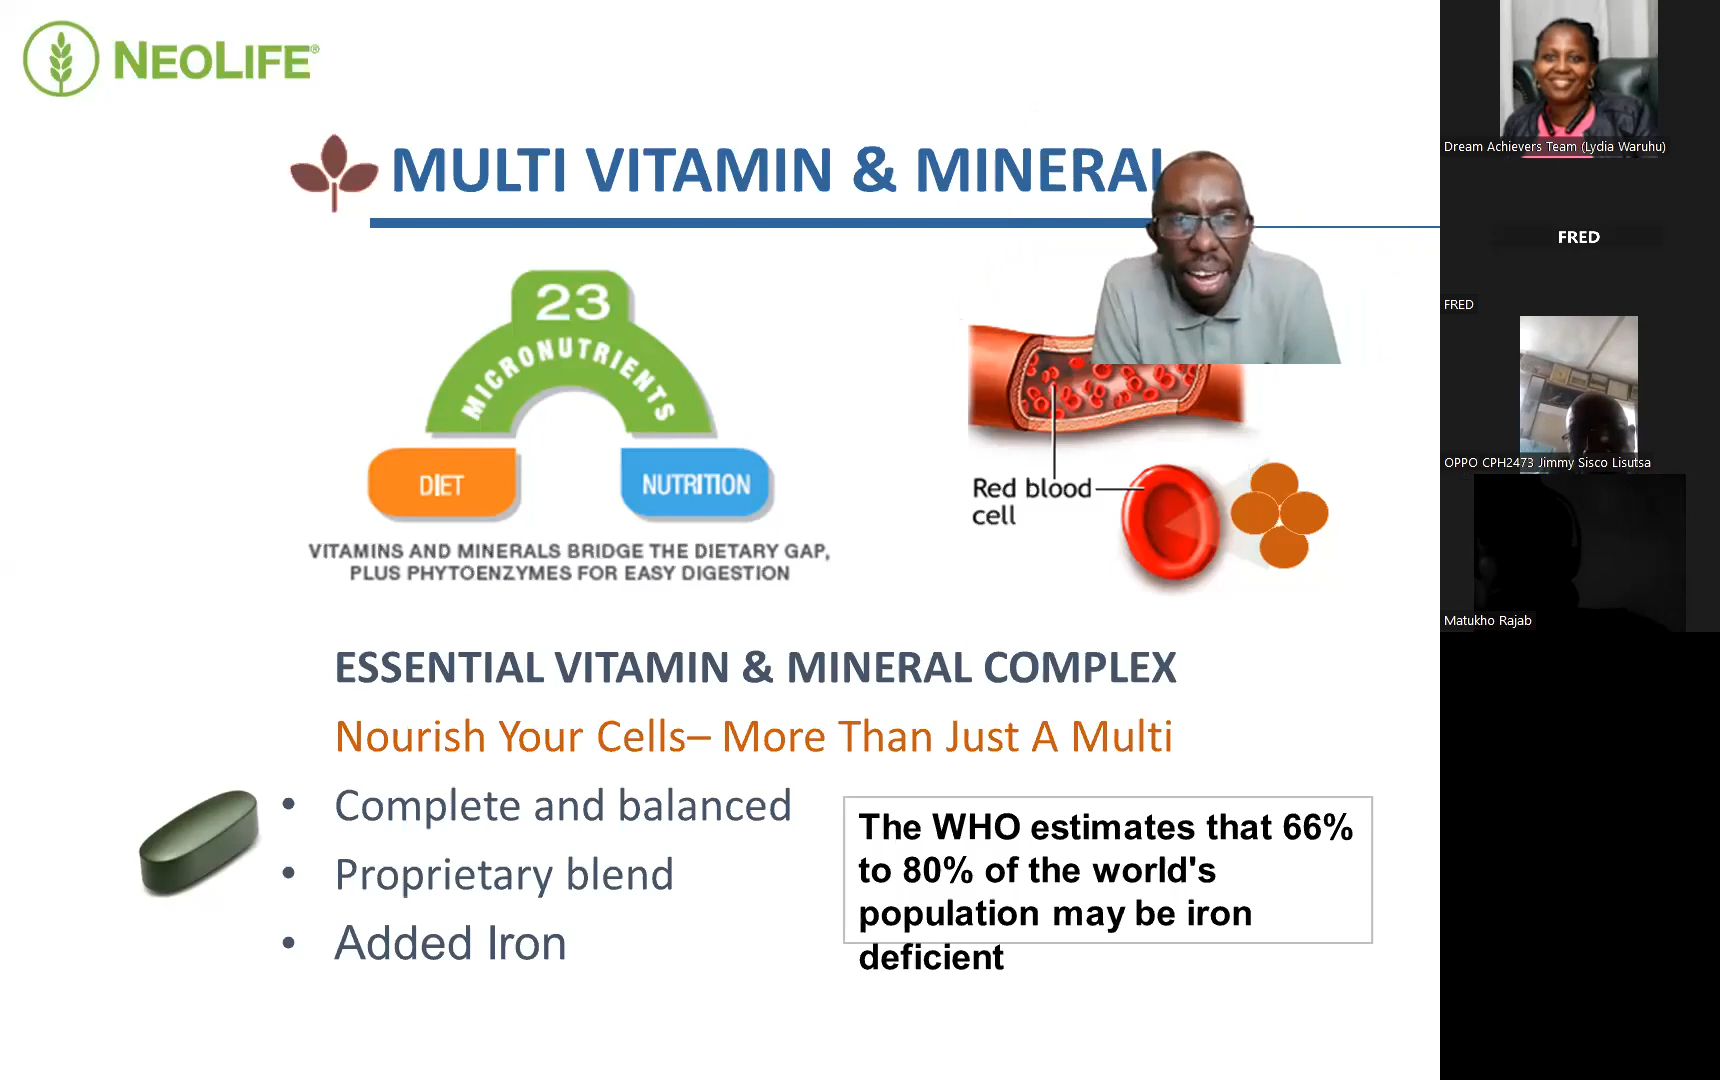 NEOLIFE®
MULTI VITAMIN & MINERAL
23
MICRONUTRIENTS
DIET
NUTRITION
VITAMINS AND MINERALS BRIDGE THE DIETARY GAP,
PLUS PHYTOENZYMES FOR EASY DIGESTION
Red blood
cell
ESSENTIAL VITAMIN & MINERAL COMPLEX
Nourish Your Cells– More Than Just A Multi
• Complete and balanced
• Proprietary blend
• Added Iron
The WHO estimates that 66%
to 80% of the world's
population may be iron
deficient
Dream Achievers Team (Lydia Waruhu)
FRED
FRED
OPPO CPH2473 Jimmy Sisco Lisutsa
Matukho Rajab